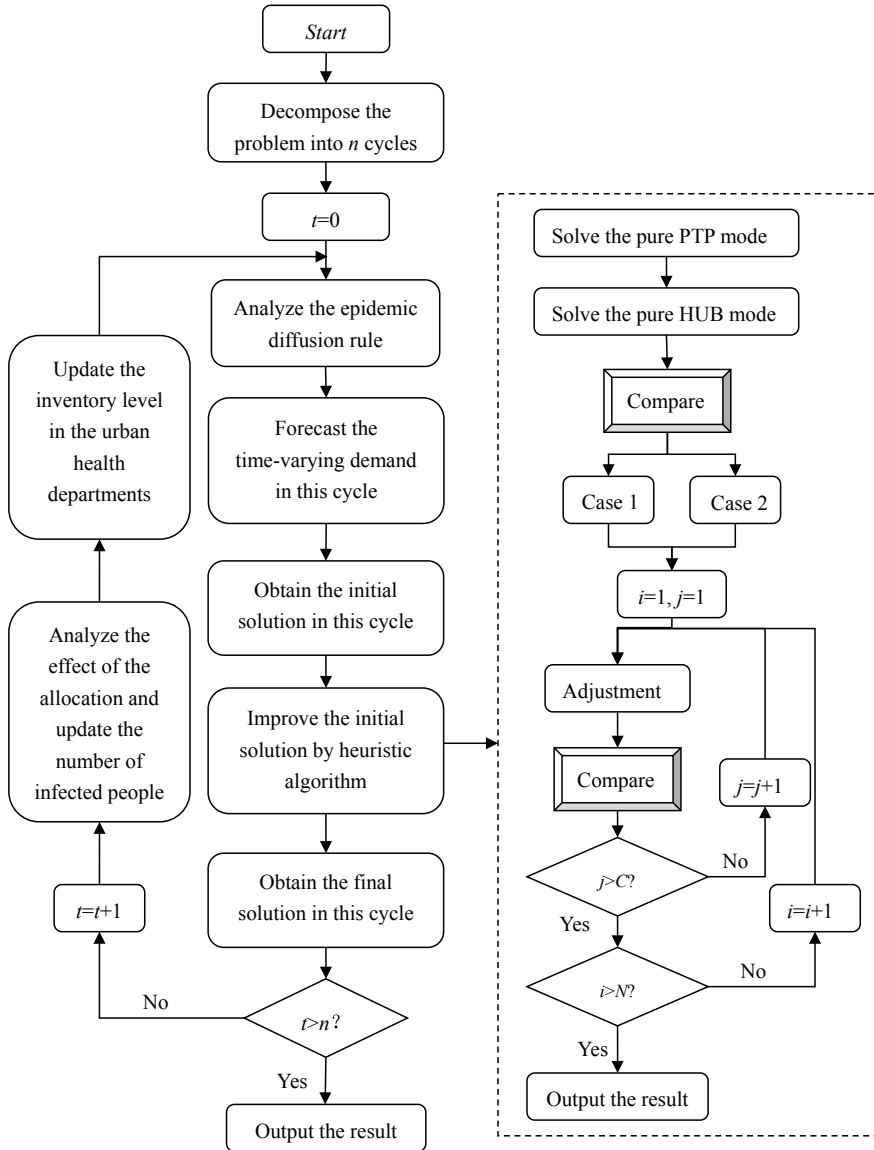 Start
Decompose the
problem into n cycles
t=0
Analyze the epidemic
diffusion rule
Forecast the
time-varying demand
in this cycle
Obtain the initial
solution in this cycle
Improve the initial
solution by heuristic
algorithm
Obtain the final
solution in this cycle
t>n?
No
Yes
Output the result
t=t+1
Analyze the
effect of the
allocation and
update the
number of
infected people
Update the
inventory level
in the urban
health
departments
Solve the pure PTP mode
Solve the pure HUB mode
Compare
Case 1
Case 2
i=1, j=1
Adjustment
Compare
j>C?
No
j=j+1
Yes
i>N?
No
i=i+1
Yes
Output the result